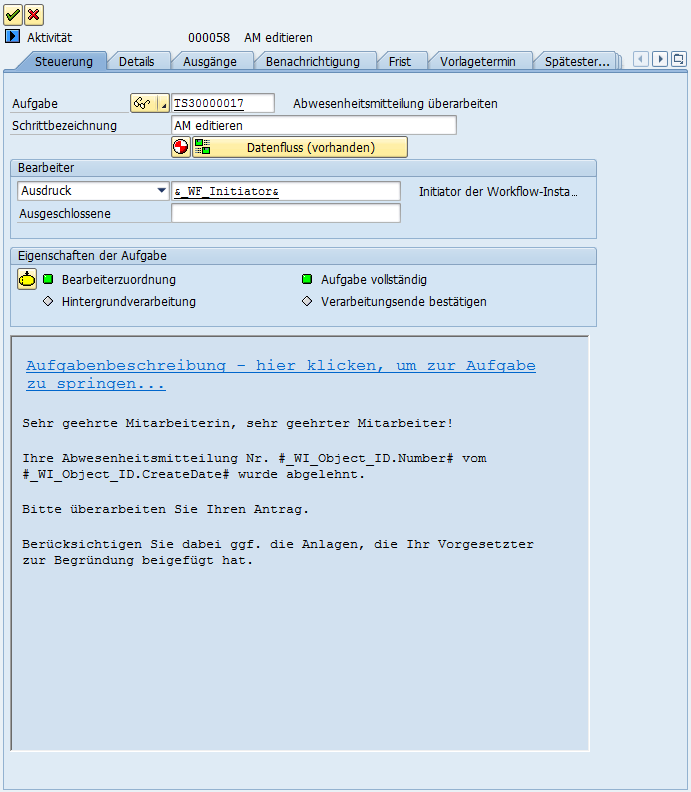 Aktivität 000058 AM editieren
Steuerung Details Ausgänge Benachrichtigung Frist Vorlagetermin Spätester...
Aufgabe TS30000017 Abwesenheitsmitteilung überarbeiten
Schrittbezeichnung AM editieren
Datenfluss (vorhanden)
Bearbeiter
Ausdruck &_WF_Initiator& Initiator der Workflow-Insta...
Ausgeschlossene
Eigenschaften der Aufgabe
Bearbeiterzuordnung Aufgabe vollständig
Hintergrundverarbeitung Verarbeitungsende bestätigen
Aufgabenbeschreibung - hier klicken, um zur Aufgabe
zu springen...
Sehr geehrte Mitarbeiterin, sehr geehrter Mitarbeiter!
Ihre Abwesenheitsmitteilung Nr. #_WI_Object_ID.Number# vom
#_WI_Object_ID.CreateDate# wurde abgelehnt.
Bitte überarbeiten Sie Ihren Antrag.
Berücksichtigen Sie dabei ggf. die Anlagen, die Ihr Vorgesetzter
zur Begründung beigefügt hat.